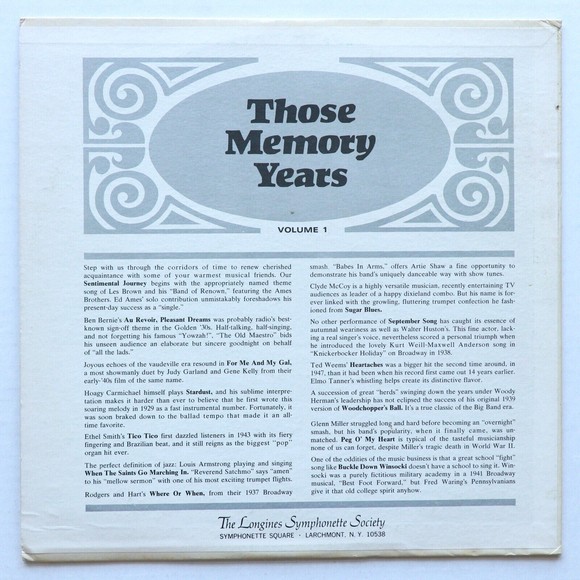 Those
Memory
Years
VOLUME 1
Step with us through the corridors of time to renew cherished
acquaintance with some of your warmest musical friends. Our
Sentimental Journey begins with the appropriately named theme
song of Les Brown and his "Band of Renown," featuring the Ames
Brothers. Ed Ames' solo contribution unmistakably foreshadows his
present-day success as a "single."
Ben Bernie's Au Revoir, Pleasant Dreams was probably radio's best-
known sign-off theme in the Golden '30s. Half-talking, half-singing,
and not forgetting his famous "Yowzah!", "The Old Maestro" bids
his unseen audience an elaborate but sincere goodnight on behalf
of "all the lads."
Joyous echoes of the vaudeville era resound in For Me And My Gal,
a most showmanly duet by Judy Garland and Gene Kelly from their
early-'40s film of the same name.
Hoagy Carmichael himself plays Stardust, and his sublime interpre-
tation makes it harder than ever to believe that he first wrote this
soaring melody in 1929 as a fast instrumental number. Fortunately, it
was soon braked down to the ballad tempo that made it an all-
time favorite.
Ethel Smith's Tico Tico first dazzled listeners in 1943 with its fiery
fingering and Brazilian beat, and it still reigns as the biggest "pop"
organ hit ever.
The perfect definition of jazz: Louis Armstrong playing and singing
When The Saints Go Marching In. "Reverend Satchmo" says "amen"
to his "mellow sermon" with one of his most exciting trumpet flights.
Rodgers and Hart's Where Or When, from their 1937 Broadway
smash, "Babes In Arms," offers Artie Shaw a fine opportunity to
demonstrate his band's uniquely danceable way with show tunes.
Clyde McCoy is a highly versatile musician, recently entertaining TV
audiences as leader of a happy dixieland combo. But his name is for-
ever linked with the growling, fluttering trumpet confection he fash-
ioned from Sugar Blues.
No other performance of September Song has caught its essence of
autumnal weariness as well as Walter Huston's. This fine actor, lack-
ing a real singer's voice, nevertheless scored a personal triumph when
he introduced the lovely Kurt Weill-Maxwell Anderson song in
"Knickerbocker Holiday" on Broadway in 1938.
Ted Weems' Heartaches was a bigger hit the second time around, in
1947, than it had been when his record first came out 14 years earlier.
Elmo Tanner's whistling helps create its distinctive flavor.
A succession of great "herds" swinging down the years under Woody
Herman's leadership has not eclipsed the success of his original 1939
version of Woodchopper's Ball. It's a true classic of the Big Band era.
Glenn Miller struggled long and hard before becoming an "overnight"
smash, but his band's popularity, when it finally came, was un-
matched. Peg O' My Heart is typical of the tasteful musicianship
none of us can forget, despite Miller's tragic death in World War II.
One of the oddities of the music business is that a great school "fight"
song like Buckle Down Winsocki doesn't have a school to sing it. Win-
socki was a purely fictitious military academy in a 1941 Broadway
musical, "Best Foot Forward," but Fred Waring's Pennsylvanians
give it that old college spirit anyhow.
The Longines Symphonette Society
SYMPHONETTE SQUARE · LARCHMONT, N. Y. 10538